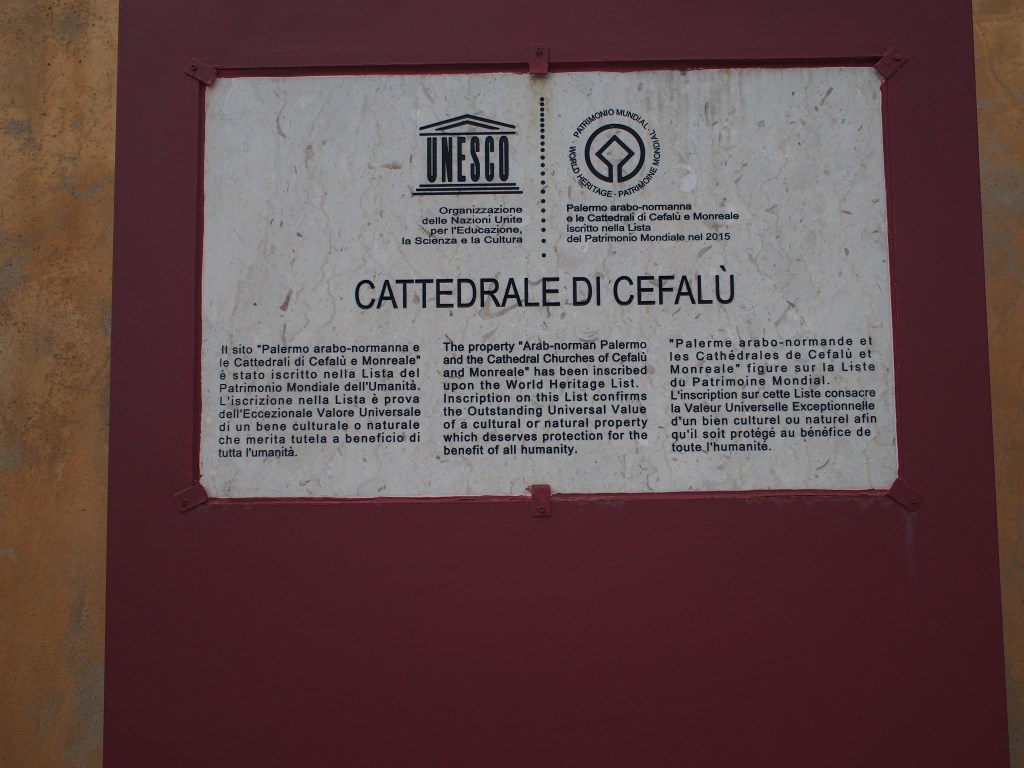 UNESCO
Organizzazione
delle Nazioni Unite
per l'Educazione,
la Scienza e la Cultura
PATRIMONIO MUNDIAL · WORLD HERITAGE · PATRIMOINE MONDIAL ·
Palermo arabo-normanna
e le Cattedrali di Cefalù e Monreale
iscritto nella Lista
del Patrimonio Mondiale nel 2015
CATTEDRALE DI CEFALÙ
Il sito "Palermo arabo-normanna e
le Cattedrali di Cefalù e Monreale"
è stato iscritto nella Lista del
Patrimonio Mondiale dell'Umanità.
L'iscrizione nella Lista è prova
dell'Eccezionale Valore Universale
di un bene culturale o naturale
che merita tutela a beneficio di
tutta l'umanità.
The property "Arab-norman Palermo
and the Cathedral Churches of Cefalù
and Monreale" has been inscribed
upon the World Heritage List.
Inscription on this List confirms
the Outstanding Universal Value
of a cultural or natural property
which deserves protection for the
benefit of all humanity.
"Palerme arabo-normande et
les Cathédrales de Cefalù et
Monreale" figure sur la Liste
du Patrimoine Mondial.
L'inscription sur cette Liste consacre
la Valeur Universelle Exceptionnelle
d'un bien culturel ou naturel afin
qu'il soit protégé au bénéfice de
toute l'humanité.